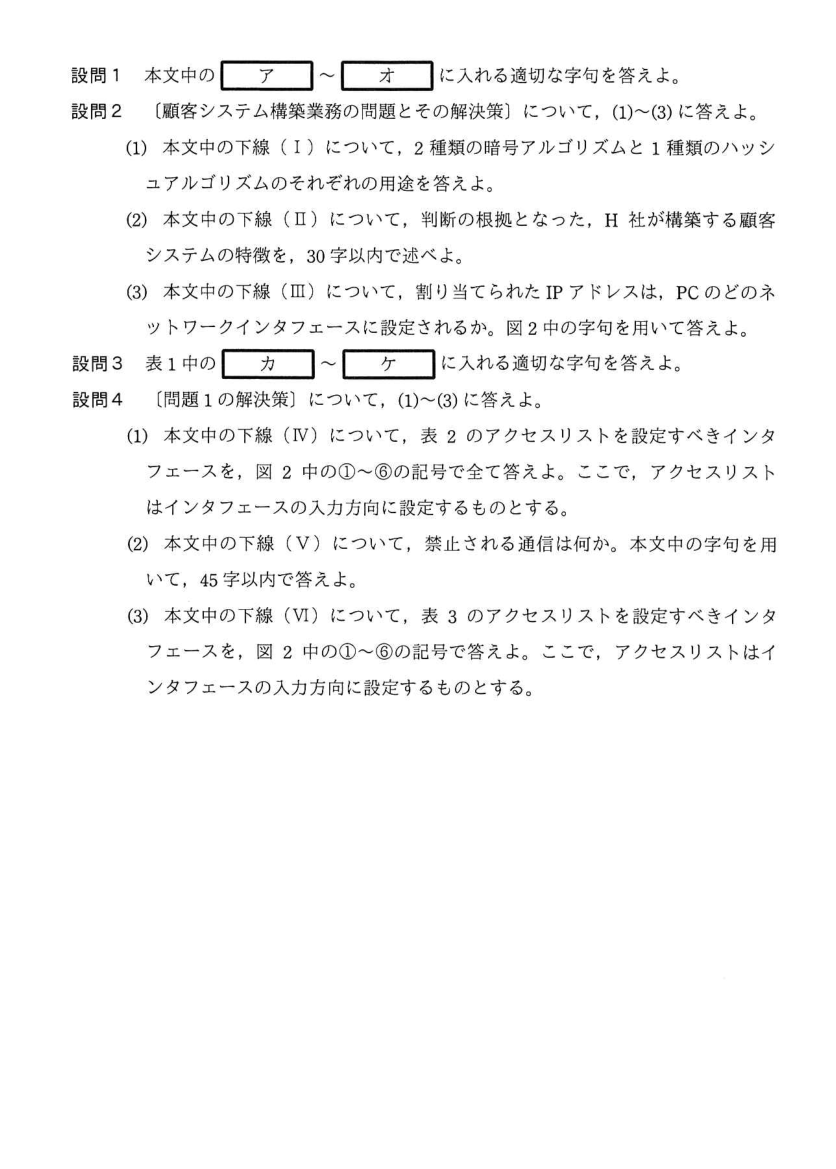 設問1 本文中の ア ～ オ に入れる適切な字句を答えよ。
設問2 〔顧客システム構築業務の問題とその解決策〕について，(1)～(3)に答えよ。
(1) 本文中の下線（Ⅰ）について，2種類の暗号アルゴリズムと1種類のハッシ
ュアルゴリズムのそれぞれの用途を答えよ。
(2) 本文中の下線（Ⅱ）について，判断の根拠となった，H 社が構築する顧客
システムの特徴を，30字以内で述べよ。
(3) 本文中の下線（Ⅲ）について，割り当てられた IP アドレスは，PC のどのネ
ットワークインタフェースに設定されるか。図2中の字句を用いて答えよ。
設問3 表1中の カ ～ ケ に入れる適切な字句を答えよ。
設問4 〔問題1の解決策〕について，(1)～(3)に答えよ。
(1) 本文中の下線（Ⅳ）について，表 2 のアクセスリストを設定すべきインタ
フェースを，図 2 中の①～⑥の記号で全て答えよ。ここで，アクセスリスト
はインタフェースの入力方向に設定するものとする。
(2) 本文中の下線（Ⅴ）について，禁止される通信は何か。本文中の字句を用
いて，45字以内で答えよ。
(3) 本文中の下線（Ⅵ）について，表 3 のアクセスリストを設定すべきインタ
フェースを，図 2 中の①～⑥の記号で答えよ。ここで，アクセスリストはイ
ンタフェースの入力方向に設定するものとする。